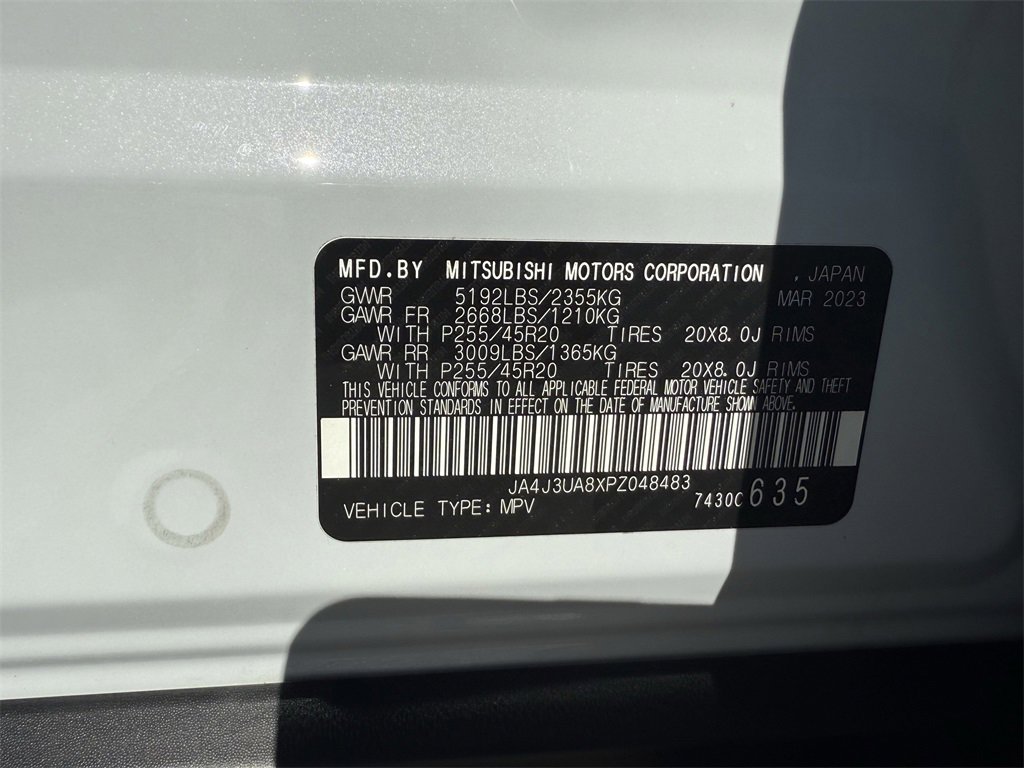 MFD.BY MITSUBISHI MOTORS CORPORATION , JAPAN
GVWR 5192LBS/2355KG MAR 2023
GAWR FR 2668LBS/1210KG
WITH P255/45R20 TIRES 20X8.0J RIMS
GAWR RR 3009LBS/1365KG
WITH P255/45R20 TIRES 20X8.0J RIMS
THIS VEHICLE CONFORMS TO ALL APPLICABLE FEDERAL MOTOR VEHICLE SAFETY AND THEFT
PREVENTION STANDARDS IN EFFECT ON THE DATE OF MANUFACTURE SHOWN ABOVE.
JA4J3UA8XPZ048483
VEHICLE TYPE: MPV 7430C 635